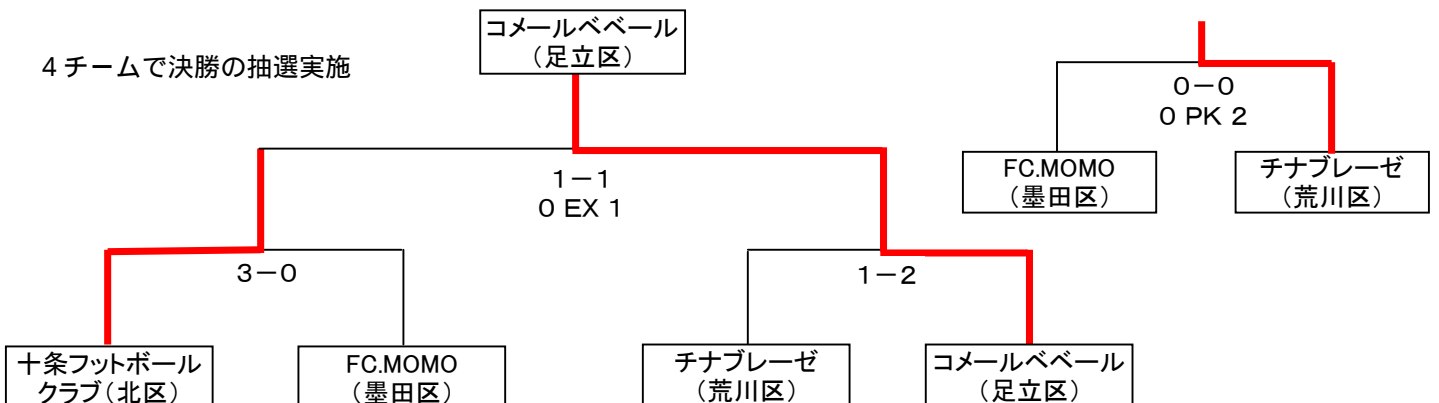 コメールベベール
（足立区）
４チームで決勝の抽選実施
０－０
０ PK ２
FC.MOMO
（墨田区）
チナブレーゼ
（荒川区）
１－１
０ EX １
３－０
１－２
十条フットボール
クラブ（北区）
FC.MOMO
（墨田区）
チナブレーゼ
（荒川区）
コメールベベール
（足立区）